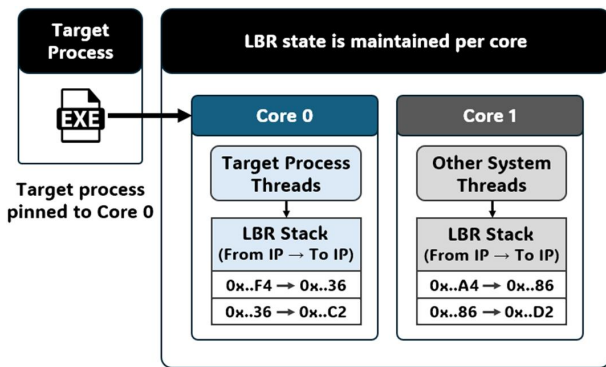 Target
Process
EXE
Target process
pinned to Core 0
LBR state is maintained per core
Core 0
Target Process
Threads
LBR Stack
(From IP → To IP)
0x..F4 → 0x..36
0x..36 → 0x..C2
Core 1
Other System
Threads
LBR Stack
(From IP → To IP)
0x..A4 → 0x..86
0x..86 → 0x..D2